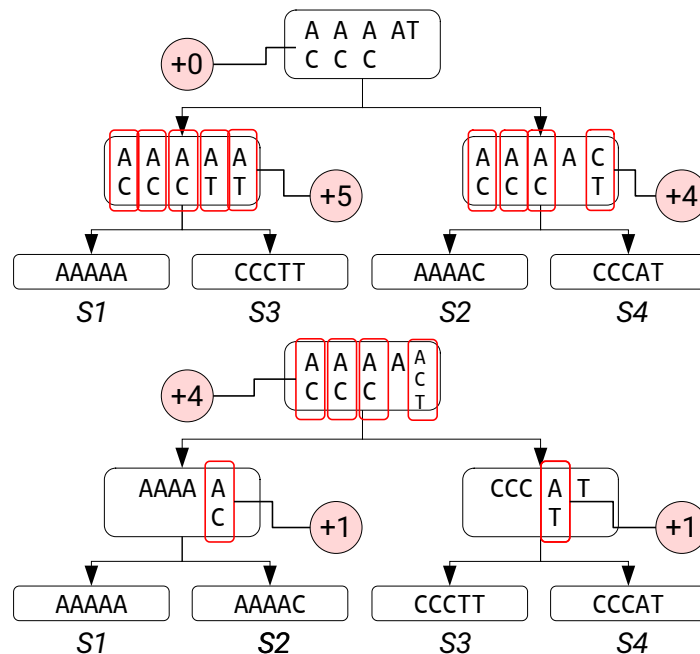 A A A AT
C C C
+0
A A A A A
C C C T T
+5
A A A A C
C C C T
+4
AAAAA
CCCTT
AAAAC
CCCAT
S1
S3
S2
S4
A A A A A
C C C C
T
+4
AAAA A
C
+1
CCC A T
T
+1
AAAAA
AAAAC
CCCTT
CCCAT
S1
S2
S3
S4